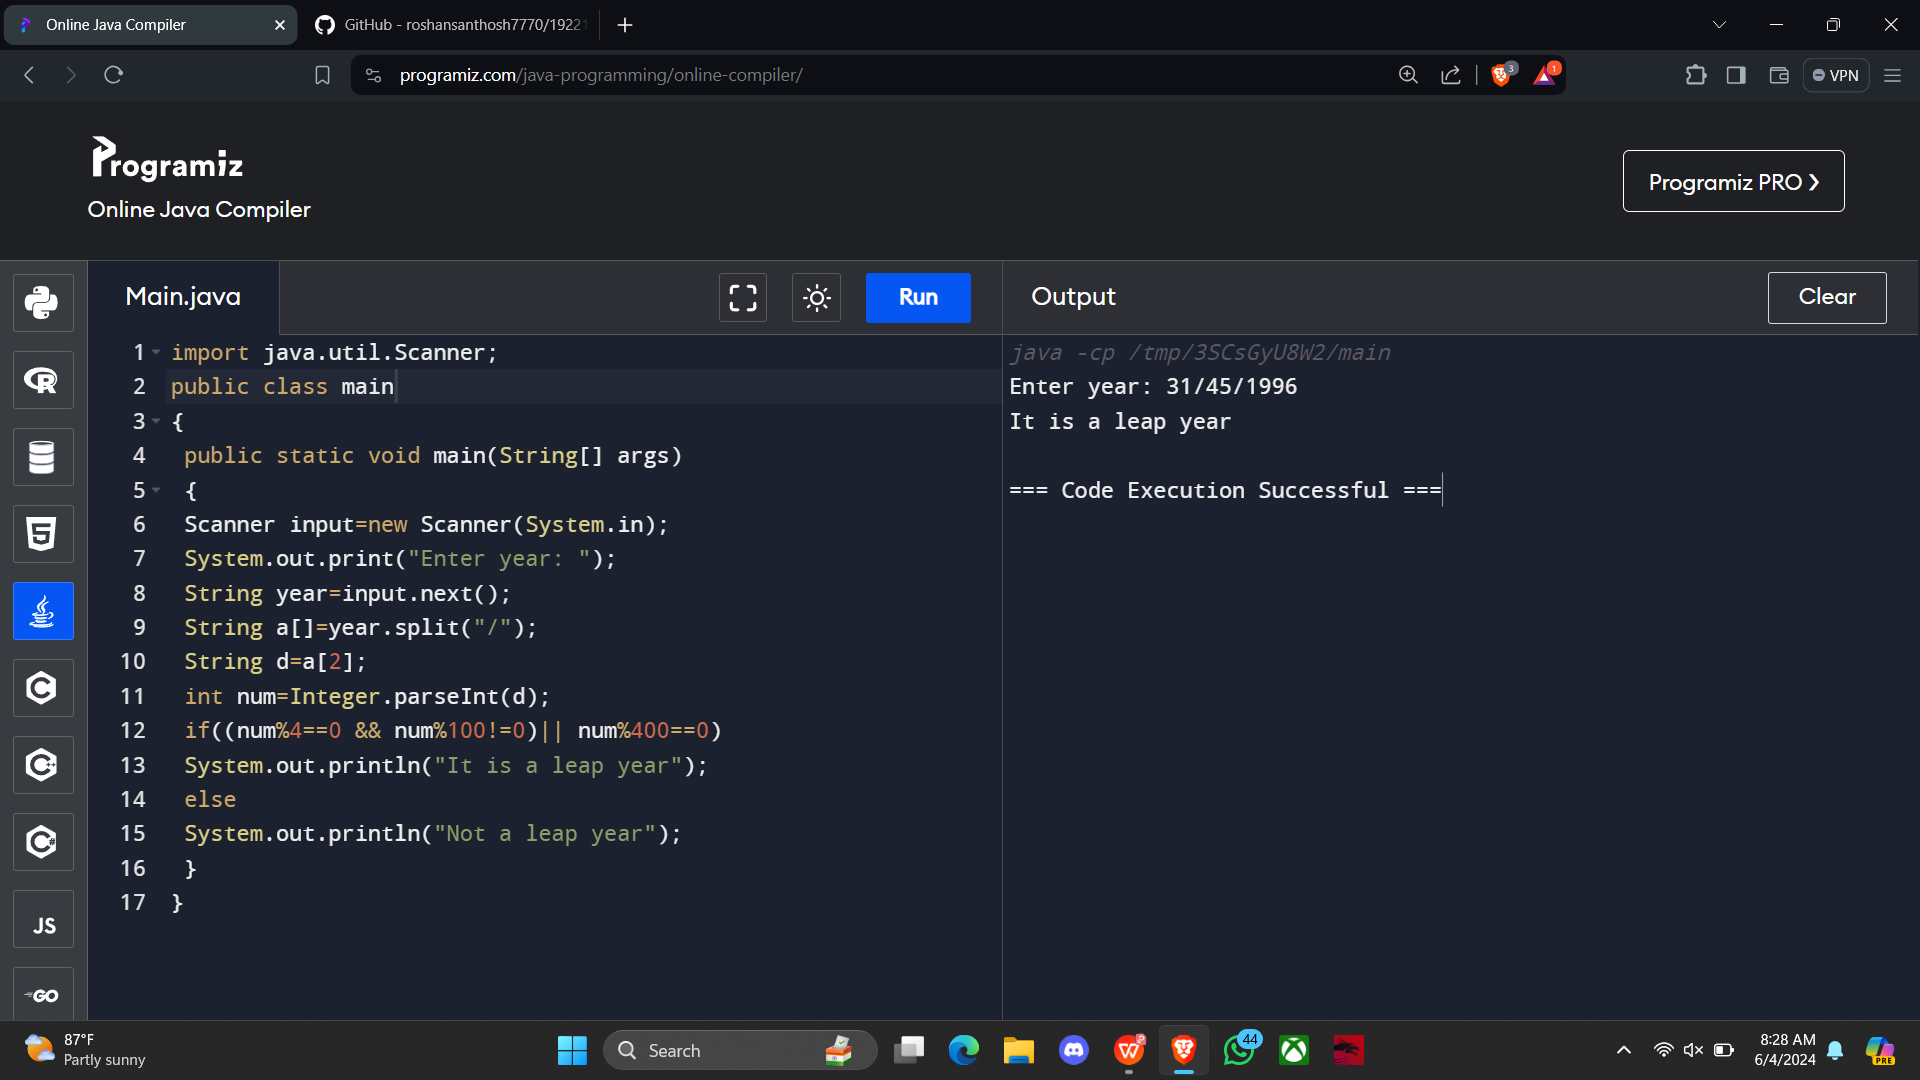 Online Java Compiler
GitHub - roshansanthosh7770/1922
programiz.com/java-programming/online-compiler/
3
1
VPN
Programiz
Online Java Compiler
Programiz PRO ❯
Main.java
Run
Output
Clear
1 import java.util.Scanner;
2 public class main
3 {
4 public static void main(String[] args)
5 {
6 Scanner input=new Scanner(System.in);
7 System.out.print("Enter year: ");
8 String year=input.next();
9 String a[]=year.split("/");
10 String d=a[2];
11 int num=Integer.parseInt(d);
12 if((num%4==0 && num%100!=0)|| num%400==0)
13 System.out.println("It is a leap year");
14 else
15 System.out.println("Not a leap year");
16 }
17 }
java -cp /tmp/3SCsGyU8W2/main
Enter year: 31/45/1996
It is a leap year
=== Code Execution Successful ===
R
5
C
C++
C#
JS
GO
87°F
Partly sunny
Search
W
44
PRE
8:28 AM
6/4/2024